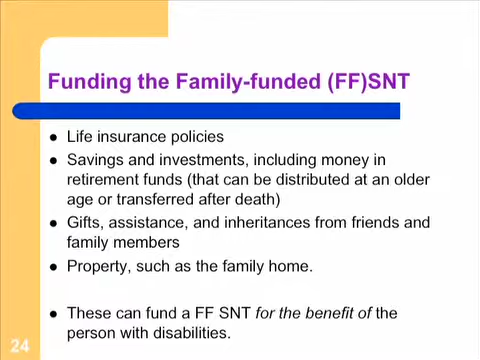 Funding the Family-funded (FF)SNT
● Life insurance policies
● Savings and investments, including money in
retirement funds (that can be distributed at an older
age or transferred after death)
● Gifts, assistance, and inheritances from friends and
family members
● Property, such as the family home.
● These can fund a FF SNT for the benefit of the
person with disabilities.
24